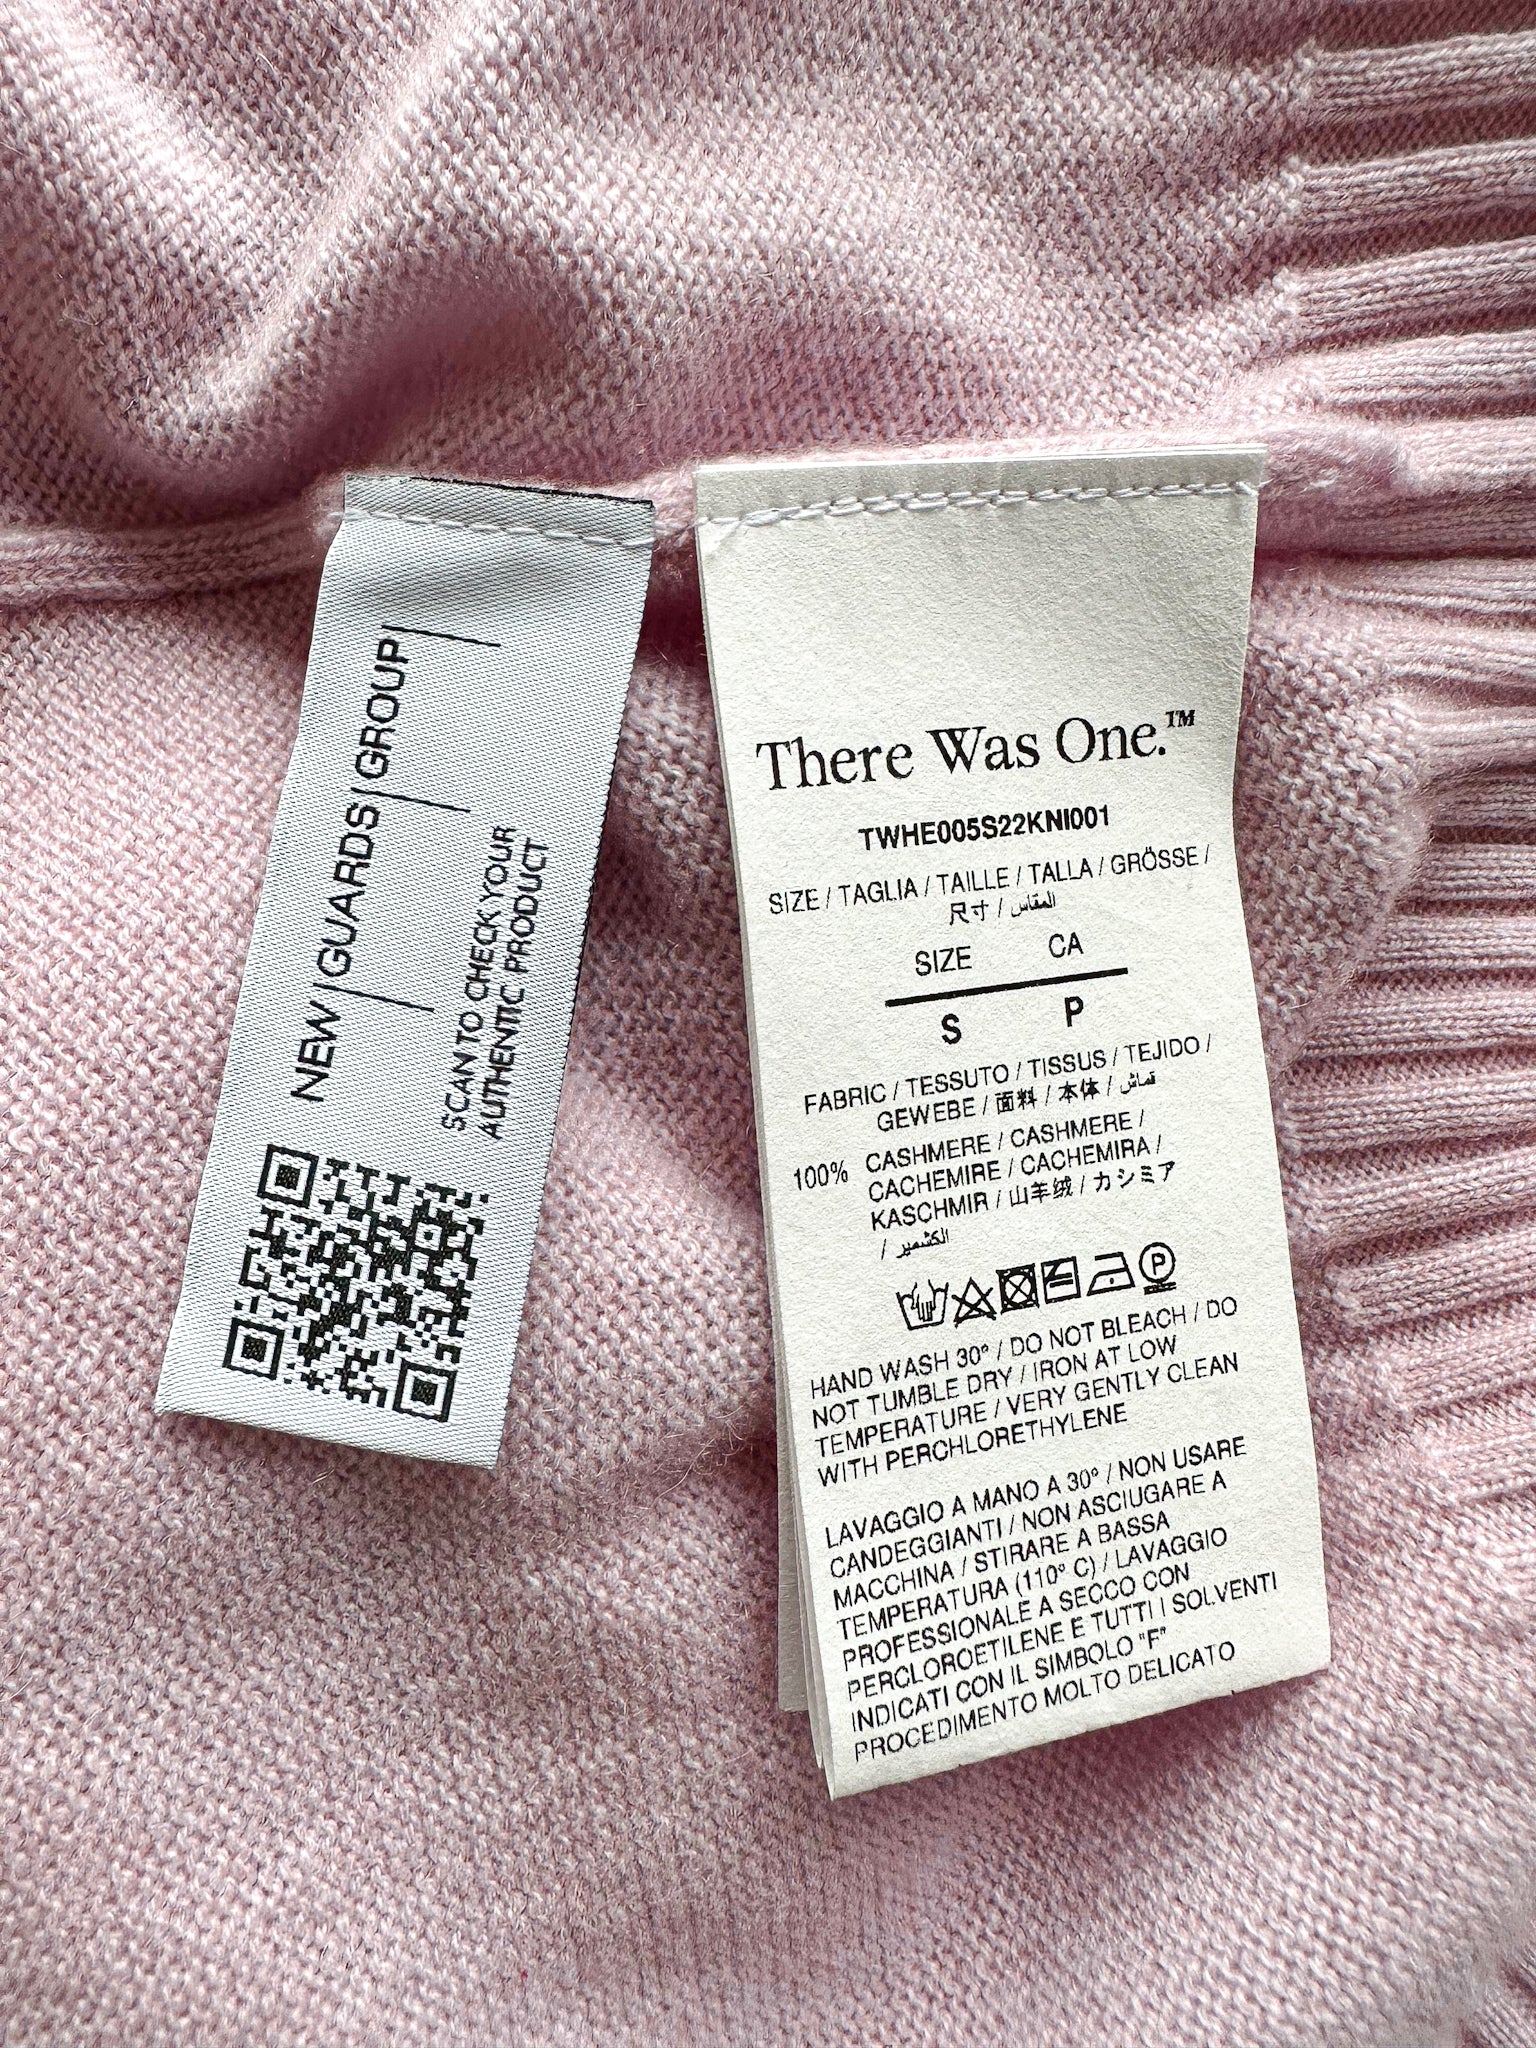 NEW GUARDS GROUP
SCAN TO CHECK YOUR
AUTHENTIC PRODUCT
There Was One.™
TWHE005S22KNI001
SIZE / TAGLIA / TAILLE / TALLA / GRÖSSE /
尺寸 / المقاس
SIZE CA
S P
FABRIC / TESSUTO / TISSUS / TEJIDO /
GEWEBE / 面料 / 本体 / قماش
100% CASHMERE / CASHMERE /
CACHEMIRE / CACHEMIRA /
KASCHMIR / 山羊绒 / カシミア
/ الكشمير
P
HAND WASH 30° / DO NOT BLEACH / DO
NOT TUMBLE DRY / IRON AT LOW
TEMPERATURE / VERY GENTLY CLEAN
WITH PERCHLORETHYLENE
LAVAGGIO A MANO A 30° / NON USARE
CANDEGGIANTI / NON ASCIUGARE A
MACCHINA / STIRARE A BASSA
TEMPERATURA (110° C) / LAVAGGIO
PROFESSIONALE A SECCO CON
PERCLOROETILENE E TUTTI I SOLVENTI
INDICATI CON IL SIMBOLO "F"
PROCEDIMENTO MOLTO DELICATO